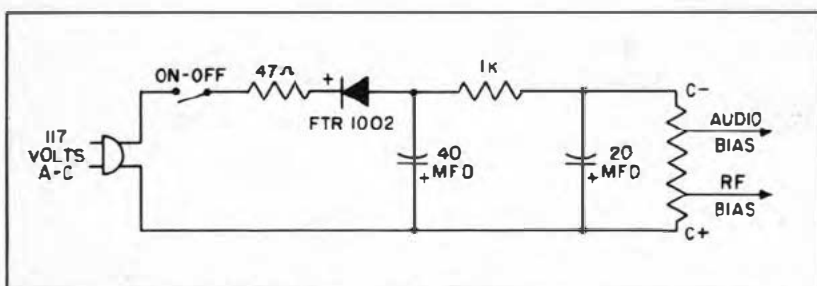 ON-OFF
47Ω
+
FTR 1002
1K
C-
117
VOLTS
A-C
40
+ MFD
20
+ MFD
AUDIO
BIAS
RF
BIAS
C+